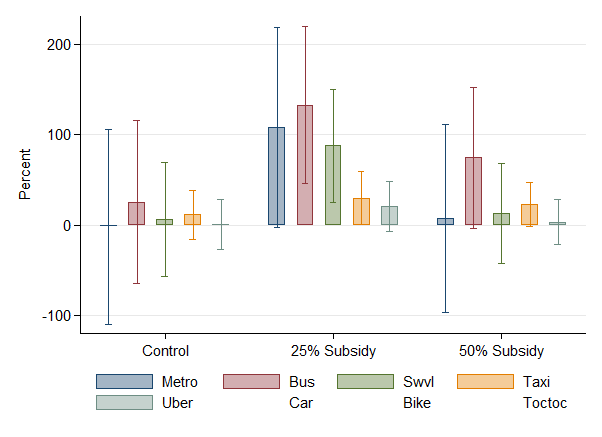 Percent
200
100
0
-100
Control 25% Subsidy 50% Subsidy
Metro Bus Swvl Taxi
Uber Car Bike Toctoc